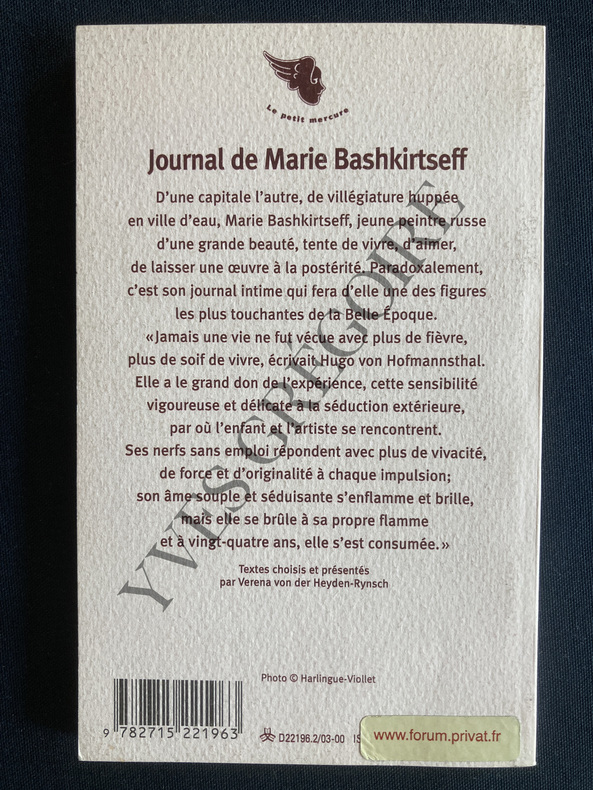 Le petit mercure
Journal de Marie Bashkirtseff
D'une capitale l'autre, de villégiature huppée
en ville d'eau, Marie Bashkirtseff, jeune peintre russe
d'une grande beauté, tente de vivre, d'aimer,
de laisser une œuvre à la postérité. Paradoxalement,
c'est son journal intime qui fera d'elle une des figures
les plus touchantes de la Belle Époque.
«Jamais une vie ne fut vécue avec plus de fièvre,
plus de soif de vivre, écrivait Hugo von Hofmannsthal.
Elle a le grand don de l'expérience, cette sensibilité
vigoureuse et délicate à la séduction extérieure,
par où l'enfant et l'artiste se rencontrent.
Ses nerfs sans emploi répondent avec plus de vivacité,
de force et d'originalité à chaque impulsion;
son âme souple et séduisante s'enflamme et brille,
mais elle se brûle à sa propre flamme
et à vingt-quatre ans, elle s'est consumée.»
Textes choisis et présentés
par Verena von der Heyden-Rynsch
YVES GRÉGOIRE
Photo © Harlingue-Viollet
9 782715 221963
D22196.2/03-00
www.forum.privat.fr